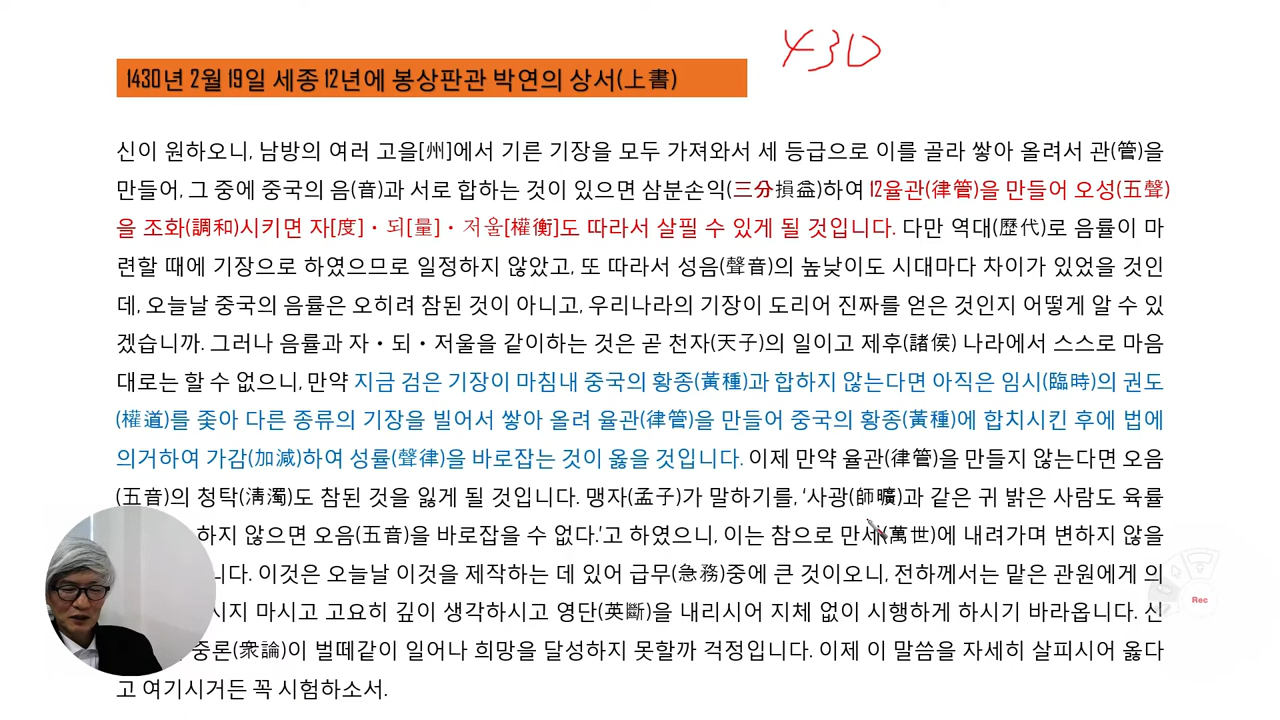 430
1430년 2월 19일 세종 12년에 봉상판관 박연의 상서(上書)
신이 원하오니, 남방의 여러 고을[州]에서 기른 기장을 모두 가져와서 세 등급으로 이를 골라 쌓아 올려서 관(管)을
만들어, 그 중에 중국의 음(音)과 서로 합하는 것이 있으면 삼분손익(三分損益)하여 12율관(律管)을 만들어 오성(五聲)
을 조화(調和)시키면 자[度]·되[量]·저울[權衡]도 따라서 살필 수 있게 될 것입니다. 다만 역대(歷代)로 음률이 마
련할 때에 기장으로 하였으므로 일정하지 않았고, 또 따라서 성음(聲音)의 높낮이도 시대마다 차이가 있었을 것인
데, 오늘날 중국의 음률은 오히려 참된 것이 아니고, 우리나라의 기장이 도리어 진짜를 얻은 것인지 어떻게 알 수 있
겠습니까. 그러나 음률과 자·되·저울을 같이하는 것은 곧 천자(天子)의 일이고 제후(諸侯) 나라에서 스스로 마음
대로는 할 수 없으니, 만약 지금 검은 기장이 마침내 중국의 황종(黃種)과 합하지 않는다면 아직은 임시(臨時)의 권도
(權道)를 좇아 다른 종류의 기장을 빌어서 쌓아 올려 율관(律管)을 만들어 중국의 황종(黃種)에 합치시킨 후에 법에
의거하여 가감(加減)하여 성률(聲律)을 바로잡는 것이 옳을 것입니다. 이제 만약 율관(律管)을 만들지 않는다면 오음
(五音)의 청탁(淸濁)도 참된 것을 잃게 될 것입니다. 맹자(孟子)가 말하기를, ‘사광(師曠)과 같은 귀 밝은 사람도 육률
하지 않으면 오음(五音)을 바로잡을 수 없다.’고 하였으니, 이는 참으로 만세(萬世)에 내려가며 변하지 않을
니다. 이것은 오늘날 이것을 제작하는 데 있어 급무(急務)중에 큰 것이오니, 전하께서는 맡은 관원에게 의
시지 마시고 고요히 깊이 생각하시고 영단(英斷)을 내리시어 지체 없이 시행하게 하시기 바라옵니다. 신
중론(衆論)이 벌떼같이 일어나 희망을 달성하지 못할까 걱정입니다. 이제 이 말씀을 자세히 살피시어 옳다
고 여기시거든 꼭 시험하소서.
Rec